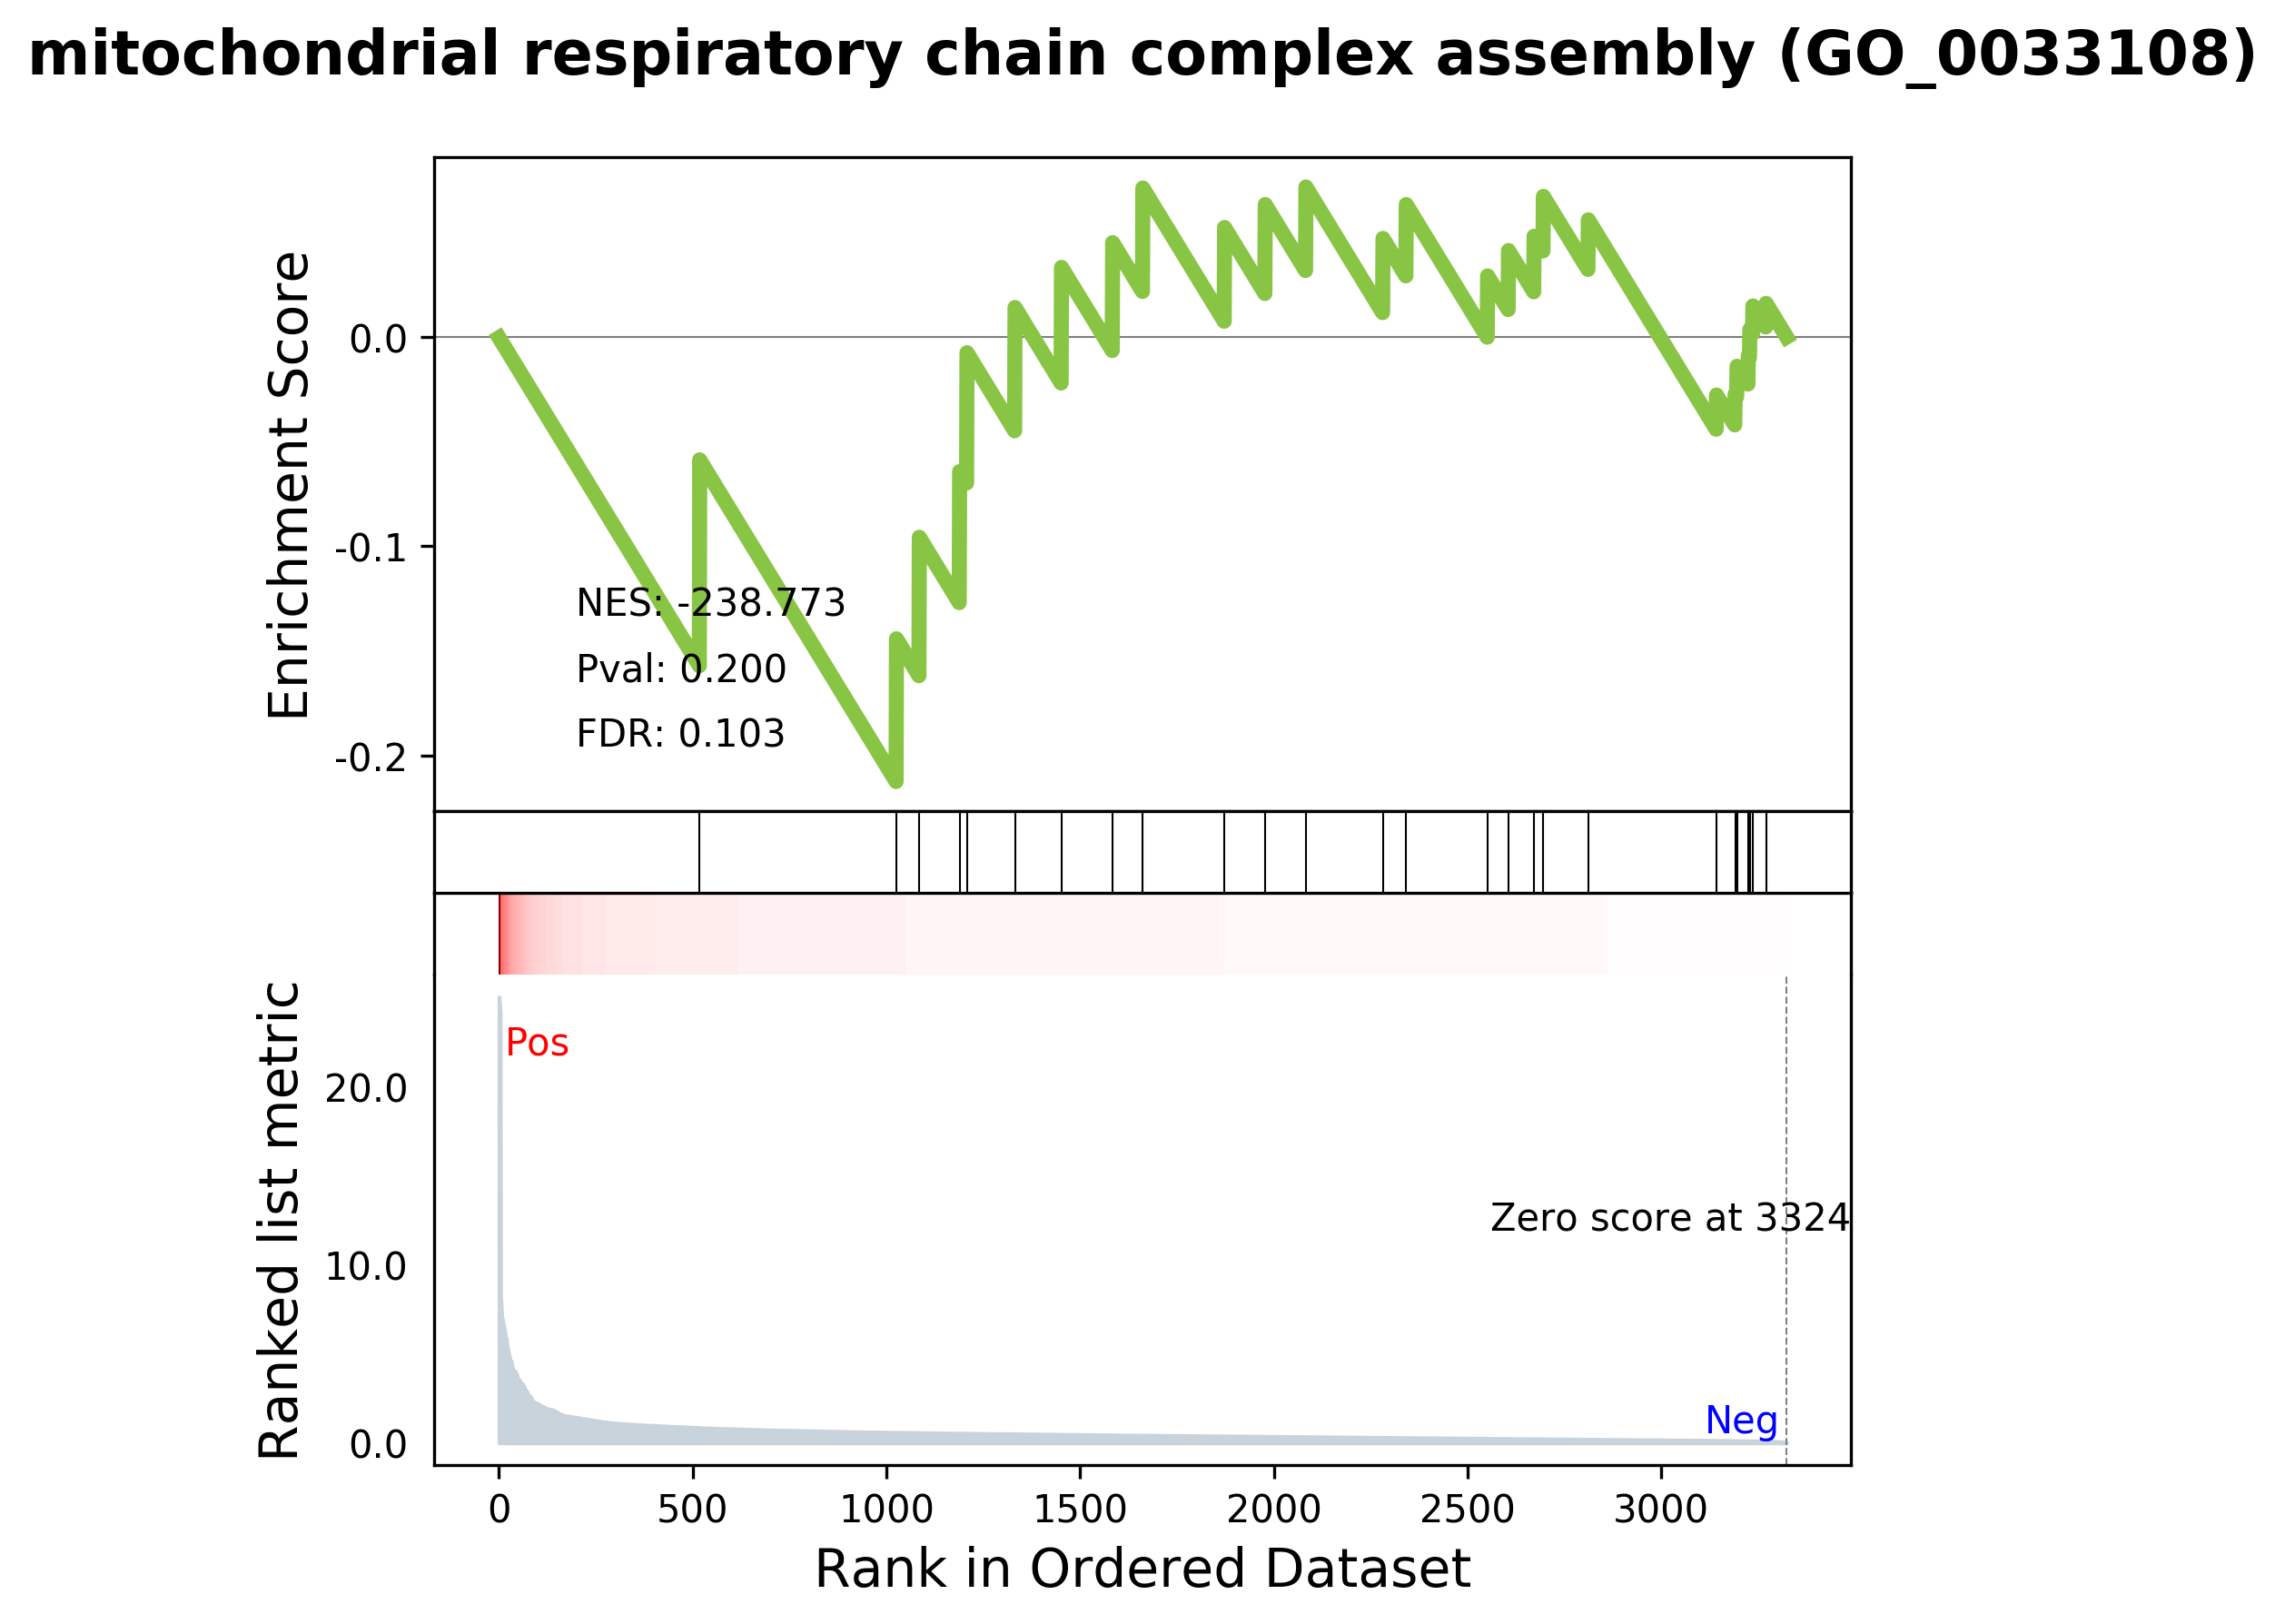 mitochondrial respiratory chain complex assembly (GO_0033108)
Enrichment Score
0.0
-0.1
-0.2
NES: -238.773
Pval: 0.200
FDR: 0.103
Ranked list metric
20.0
10.0
0.0
Pos
Zero score at 3324
Neg
0 500 1000 1500 2000 2500 3000
Rank in Ordered Dataset